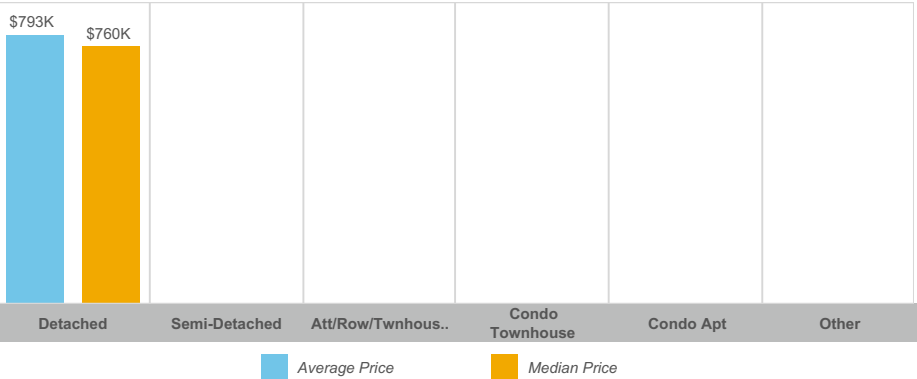 $793K
$760K
Detached
Semi-Detached
Att/Row/Twnhous..
Condo
Townhouse
Condo Apt
Other
Average Price
Median Price